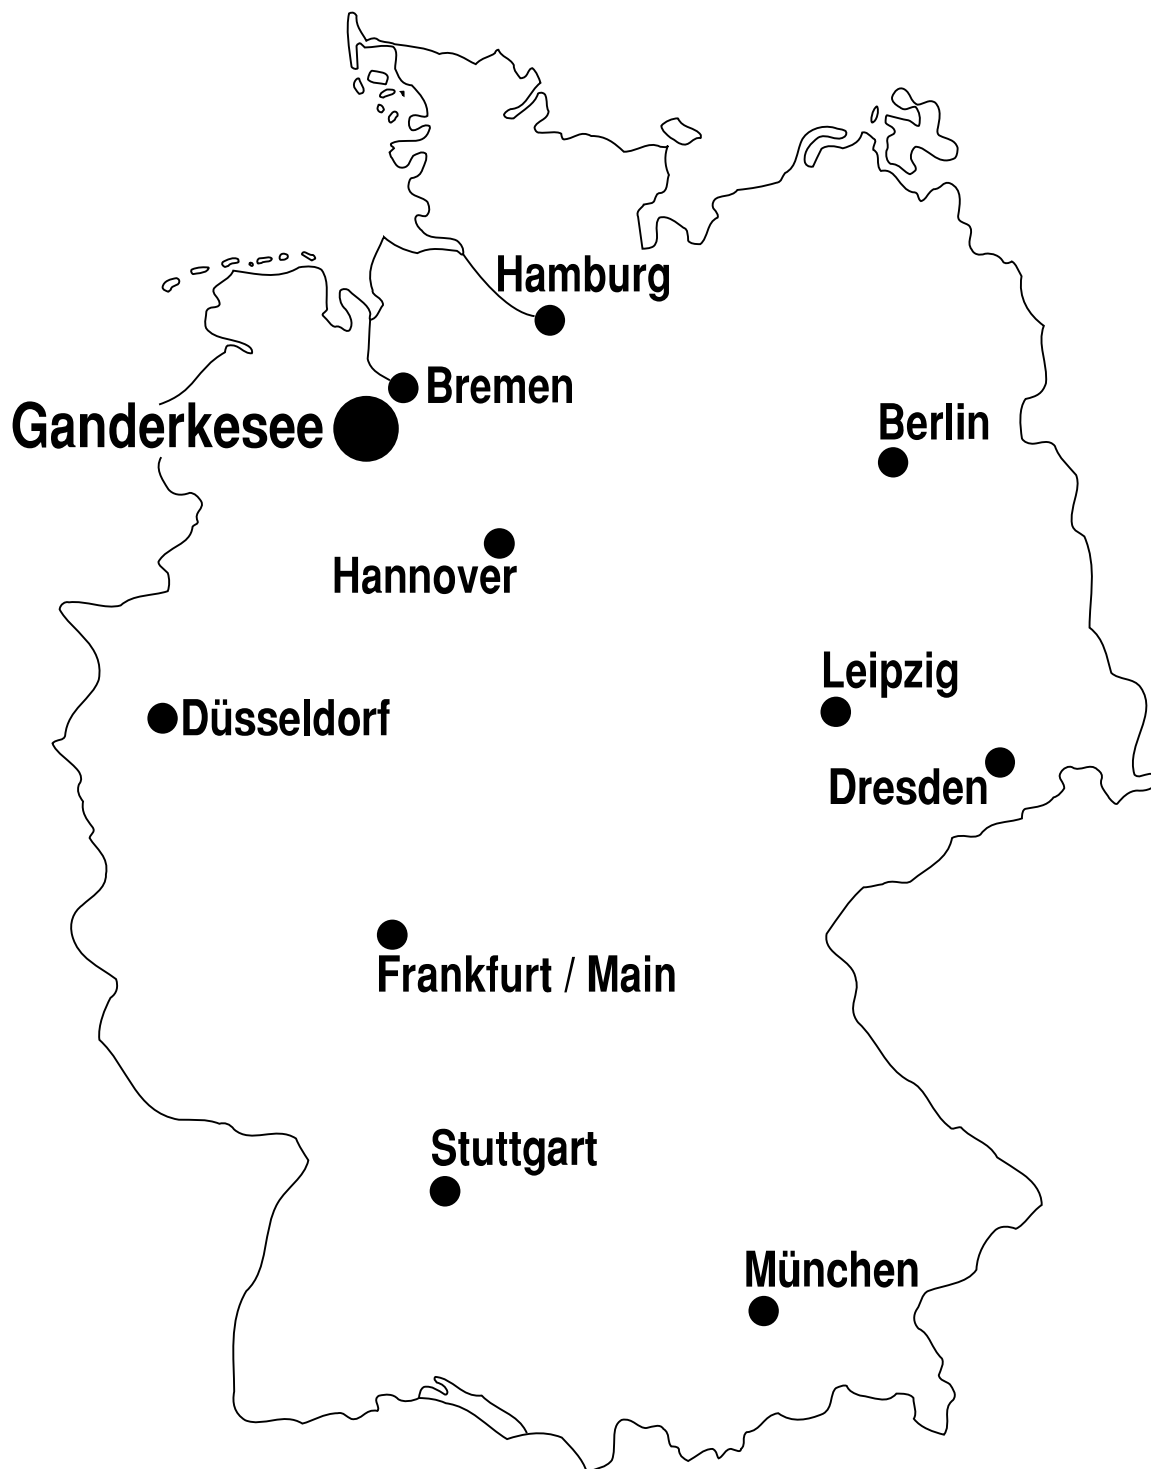 Hamburg
Bremen
Ganderkesee
Berlin
Hannover
Leipzig
Düsseldorf
Dresden
Frankfurt / Main
Stuttgart
München